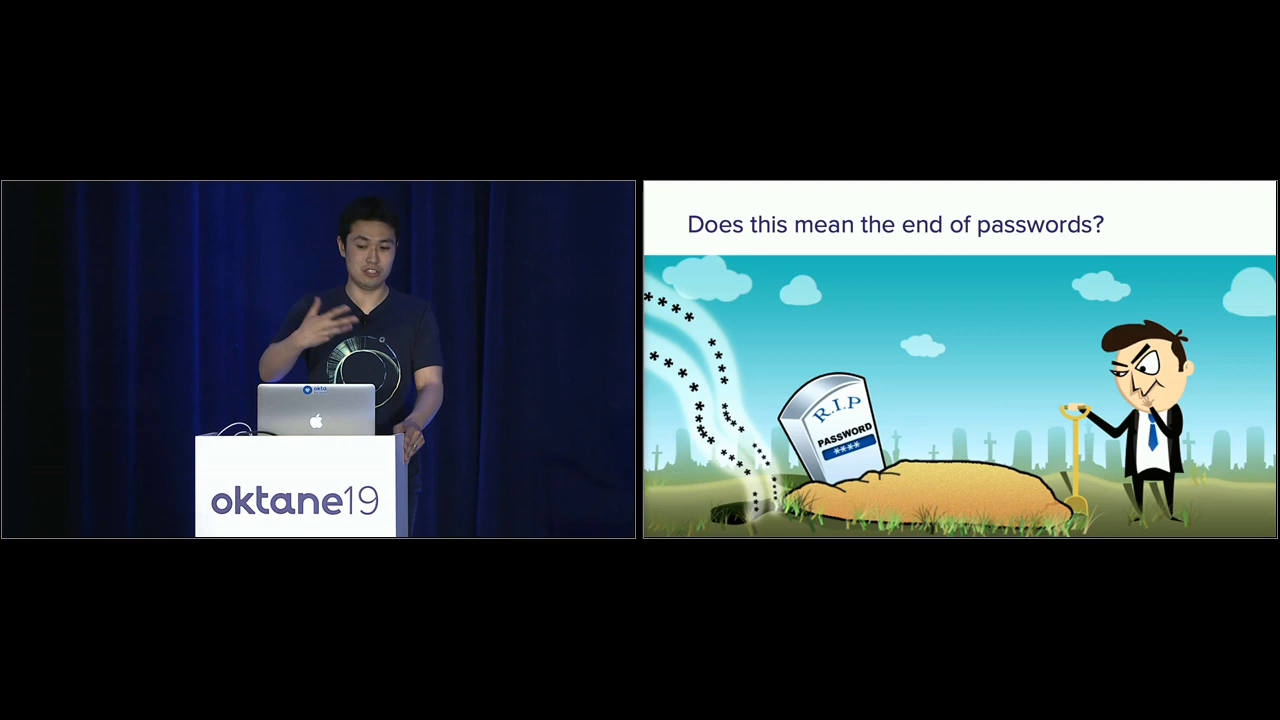 okta
oktane19
Does this mean the end of passwords?
R.I.P
PASSWORD
****